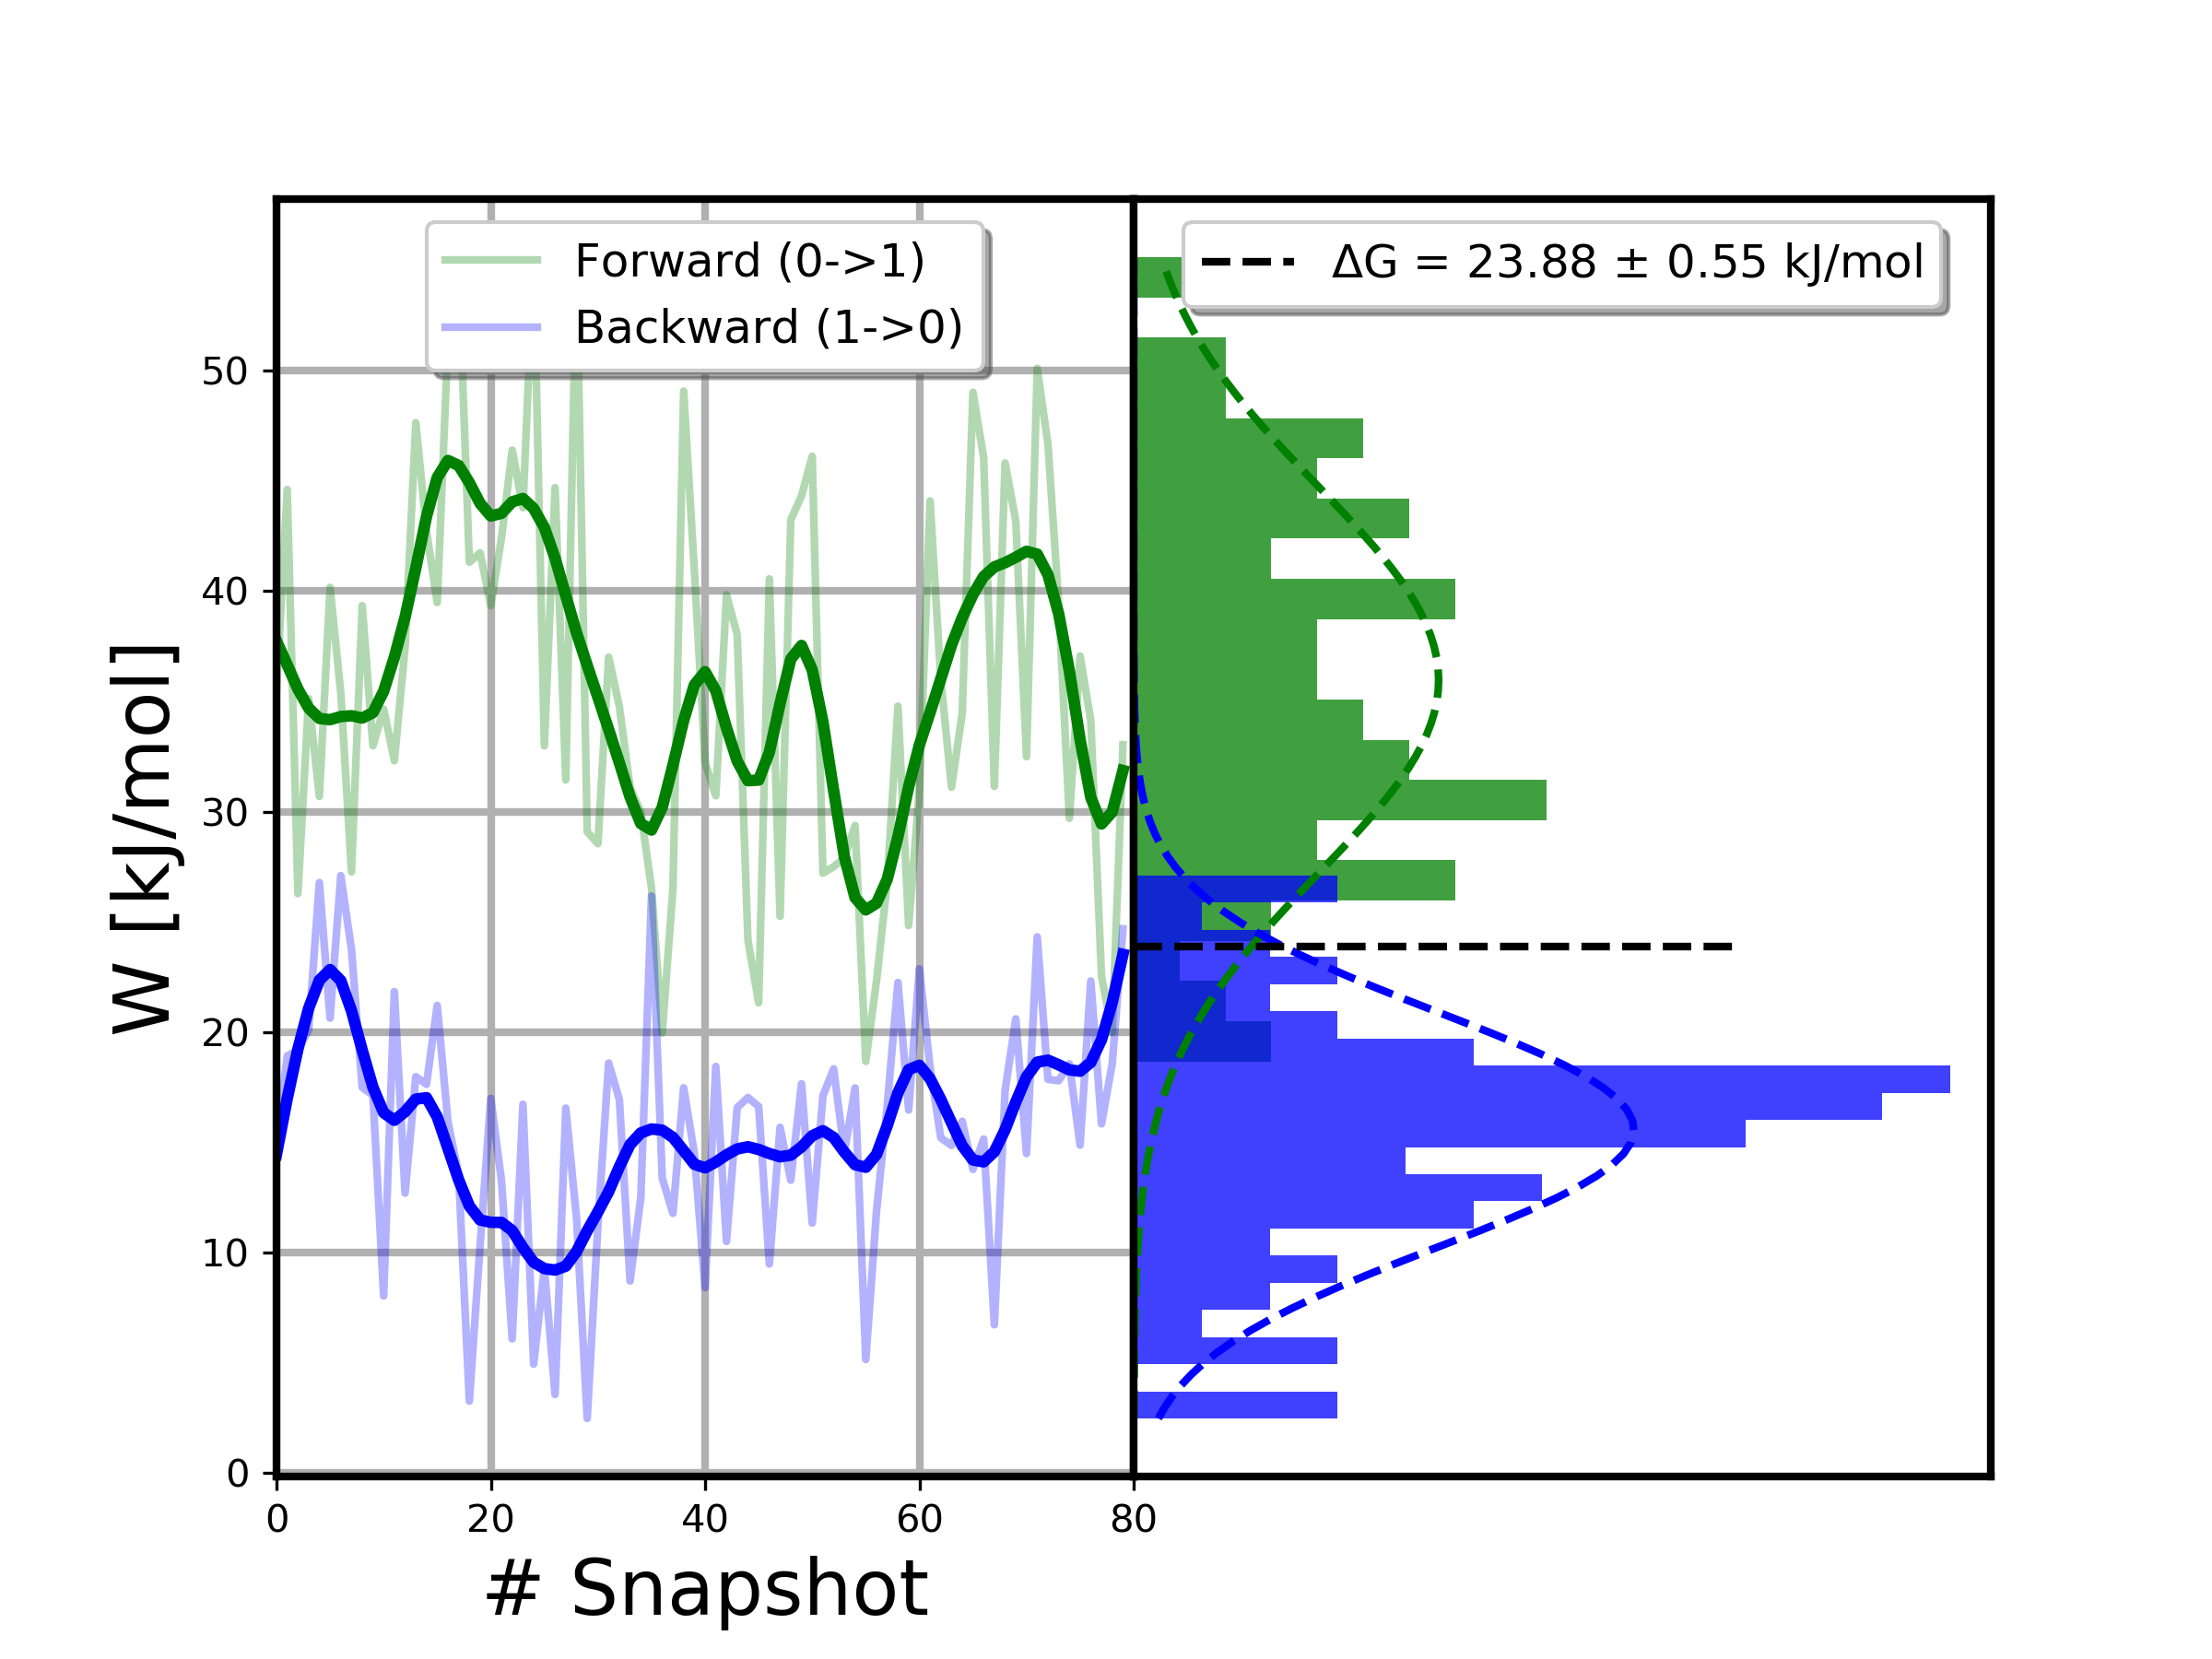 Forward (0->1)
Backward (1->0)
ΔG = 23.88 ± 0.55 kJ/mol
W [kJ/mol]
50
40
30
20
10
0
0 20 40 60 80
# Snapshot